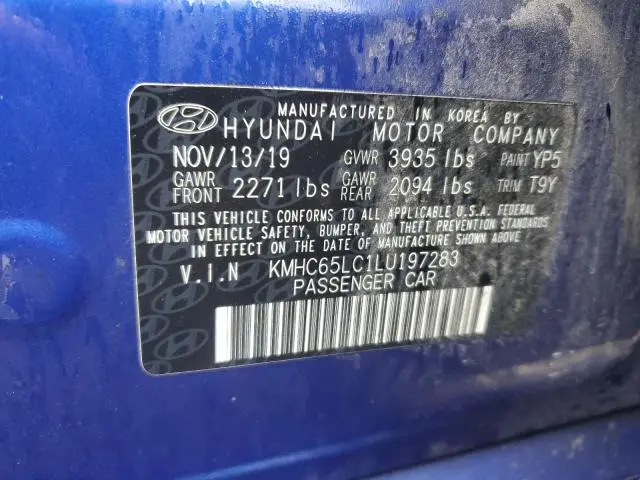 MANUFACTURED IN KOREA BY
HYUNDAI MOTOR COMPANY
NOV/13/19 GVWR 3935 lbs PAINT YP5
GAWR FRONT 2271 lbs GAWR REAR 2094 lbs TRIM T9Y
THIS VEHICLE CONFORMS TO ALL APPLICABLE U.S.A. FEDERAL
MOTOR VEHICLE SAFETY, BUMPER, AND THEFT PREVENTION STANDARDS
IN EFFECT ON THE DATE OF MANUFACTURE SHOWN ABOVE.
V.I.N KMHC65LC1LU197283
PASSENGER CAR